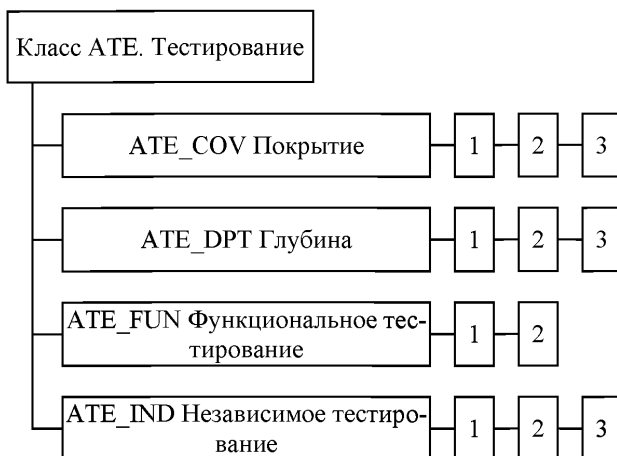 Класс ATE. Тестирование
ATE_COV Покрытие 1 2 3
ATE_DPT Глубина 1 2 3
ATE_FUN Функциональное тес-
тирование 1 2
ATE_IND Независимое тестиро-
вание 1 2 3